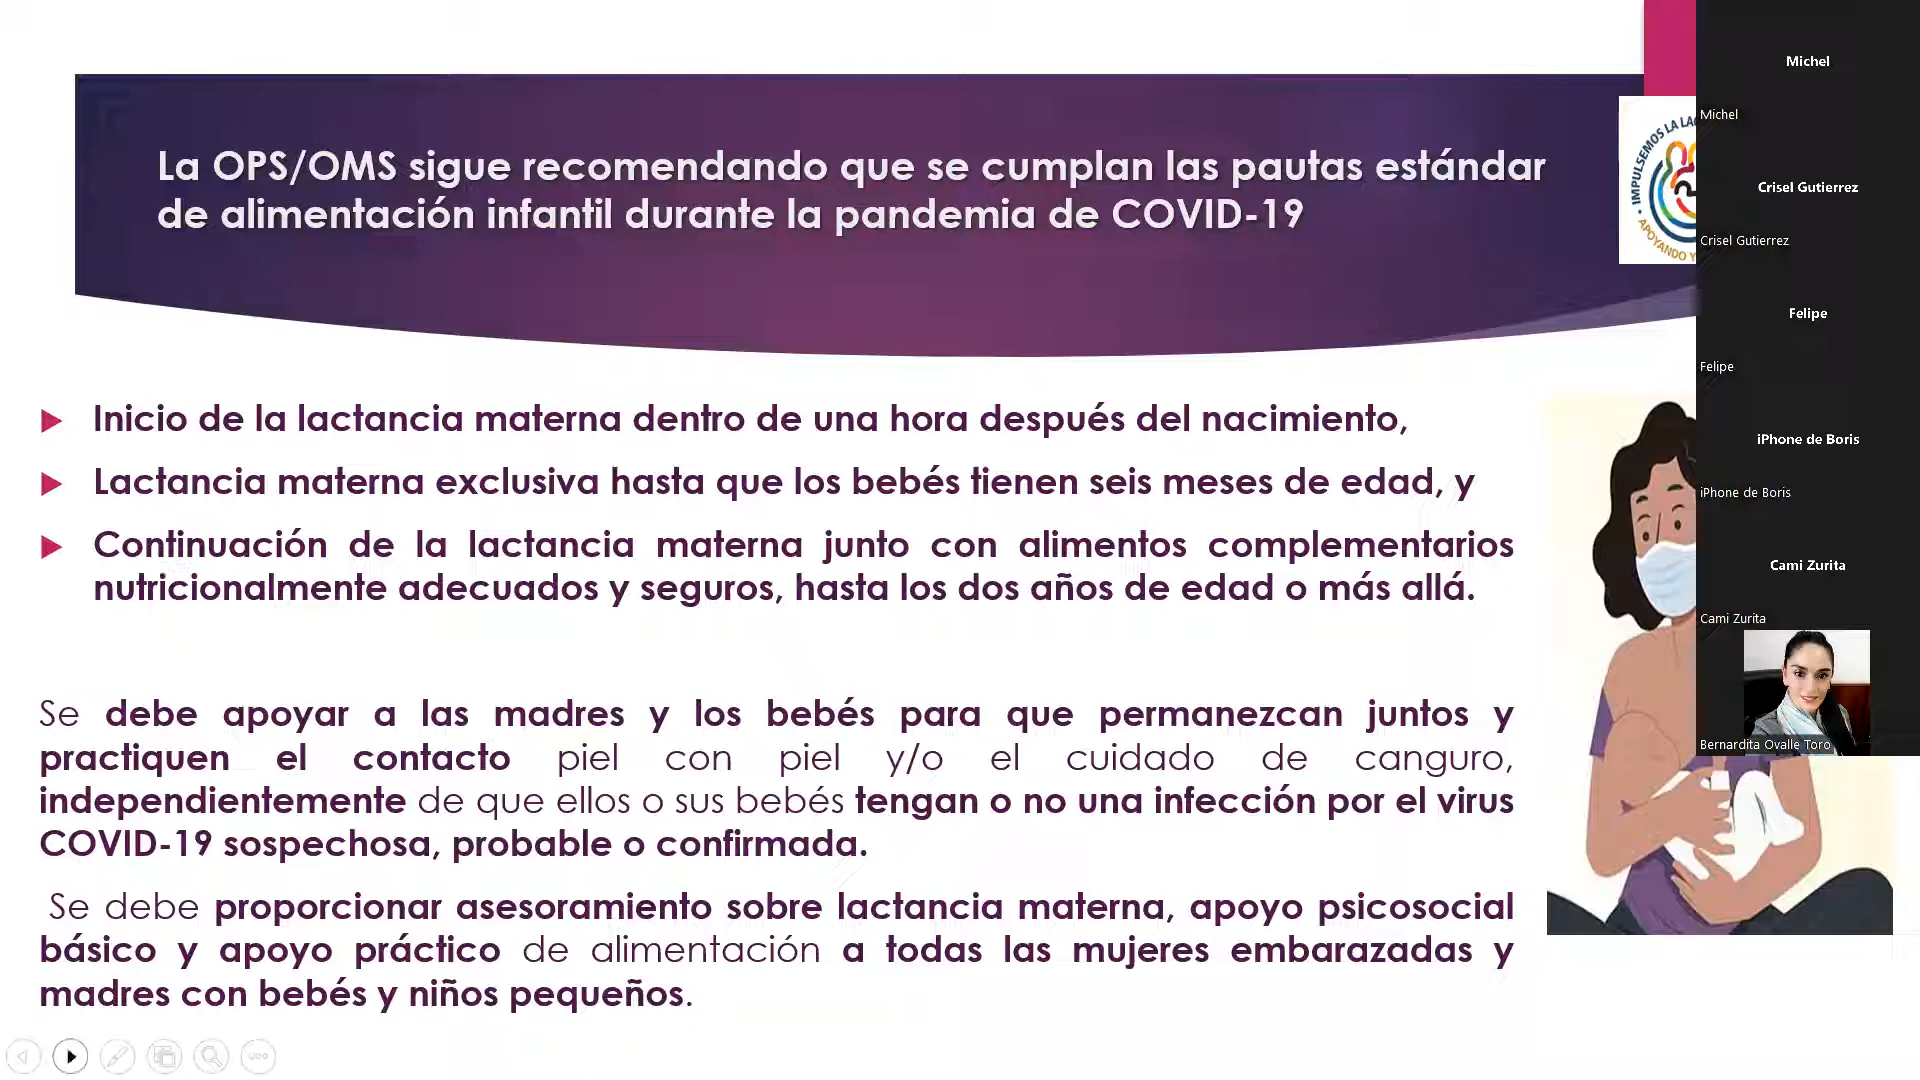 La OPS/OMS sigue recomendando que se cumplan las pautas estándar
de alimentación infantil durante la pandemia de COVID-19
IMPULSEMOS LA
APOYANDO Y
Inicio de la lactancia materna dentro de una hora después del nacimiento,
Lactancia materna exclusiva hasta que los bebés tienen seis meses de edad, y
Continuación de la lactancia materna junto con alimentos complementarios
nutricionalmente adecuados y seguros, hasta los dos años de edad o más allá.
Se debe apoyar a las madres y los bebés para que permanezcan juntos y
practiquen el contacto piel con piel y/o el cuidado de canguro,
independientemente de que ellos o sus bebés tengan o no una infección por el virus
COVID-19 sospechosa, probable o confirmada.
Se debe proporcionar asesoramiento sobre lactancia materna, apoyo psicosocial
básico y apoyo práctico de alimentación a todas las mujeres embarazadas y
madres con bebés y niños pequeños.
Michel
Michel
Crisel Gutierrez
Crisel Gutierrez
Felipe
Felipe
iPhone de Boris
iPhone de Boris
Cami Zurita
Cami Zurita
Bernardita Ovalle Toro